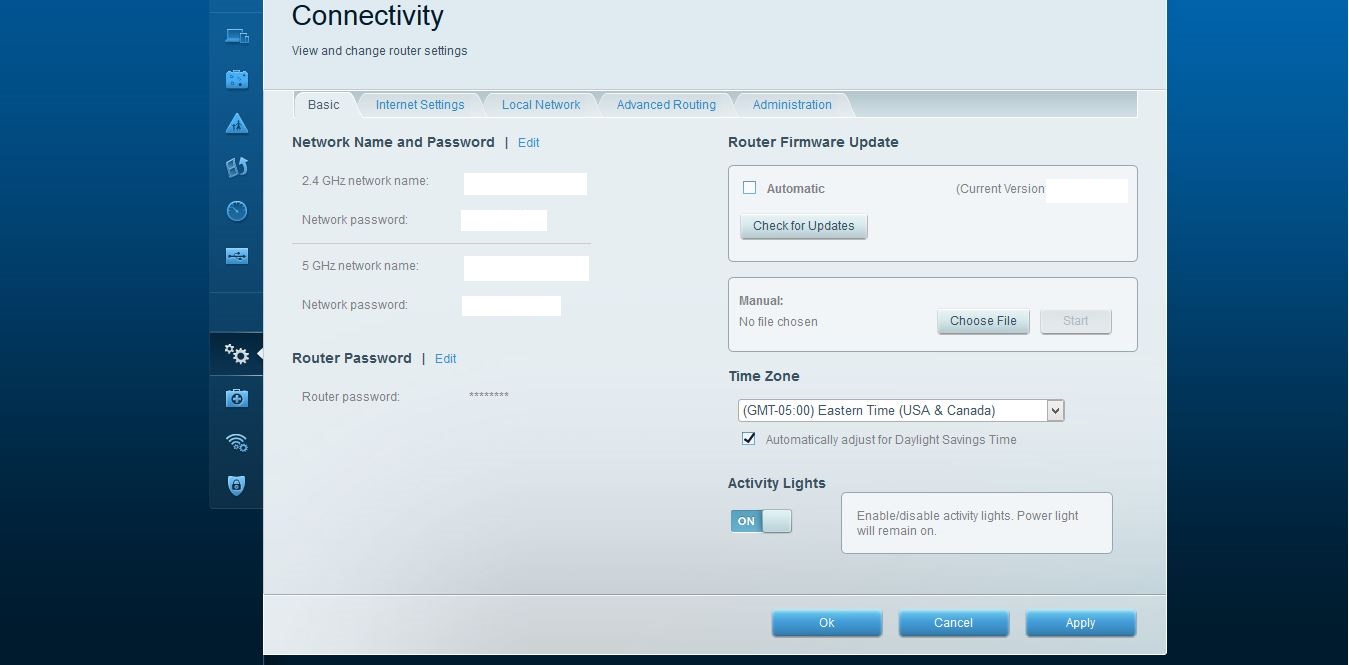 Connectivity
View and change router settings
Basic
Internet Settings
Local Network
Advanced Routing
Administration
Network Name and Password | Edit
2.4 GHz network name:
Network password:
5 GHz network name:
Network password:
Router Password | Edit
Router password: ********
Router Firmware Update
Automatic
(Current Version
Check for Updates
Manual:
No file chosen
Choose File
Start
Time Zone
(GMT-05:00) Eastern Time (USA & Canada)
Automatically adjust for Daylight Savings Time
Activity Lights
ON
Enable/disable activity lights. Power light
will remain on.
Ok
Cancel
Apply